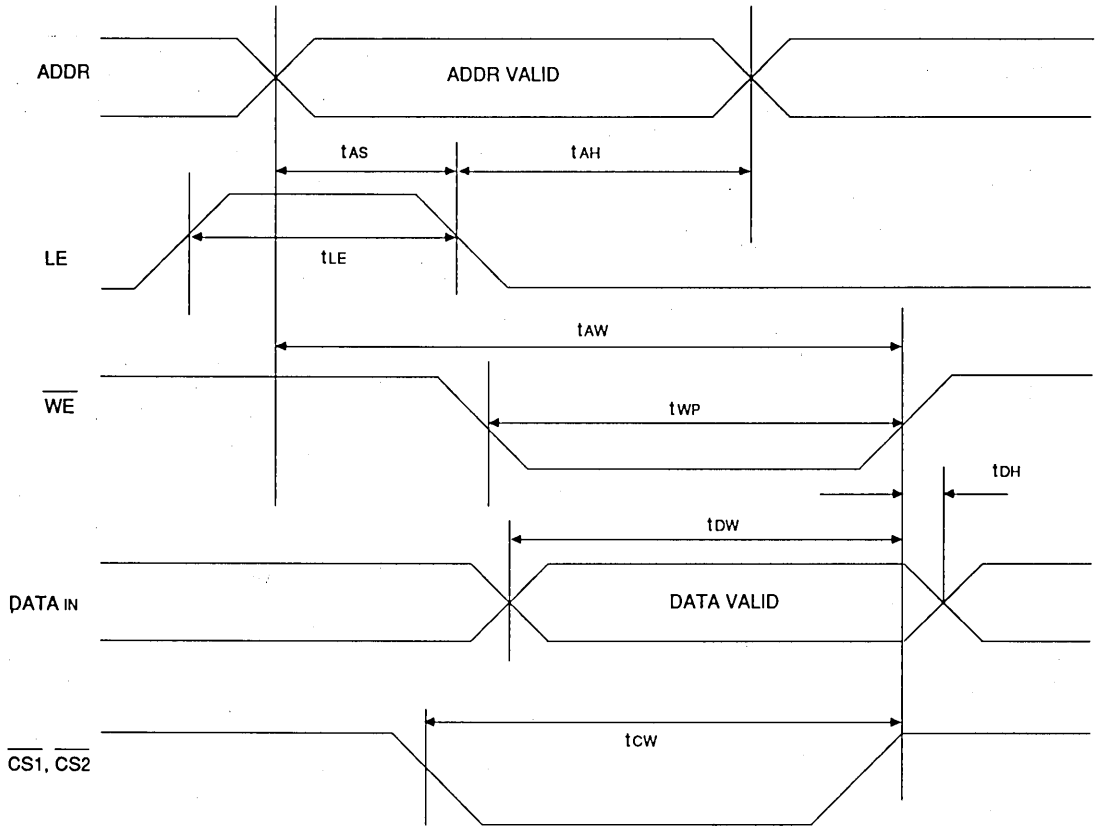 ADDR
ADDR VALID
tAS
tAH
LE
tLE
tAW
WE
tWP
tDH
tDW
DATA IN
DATA VALID
tCW
CS1, CS2